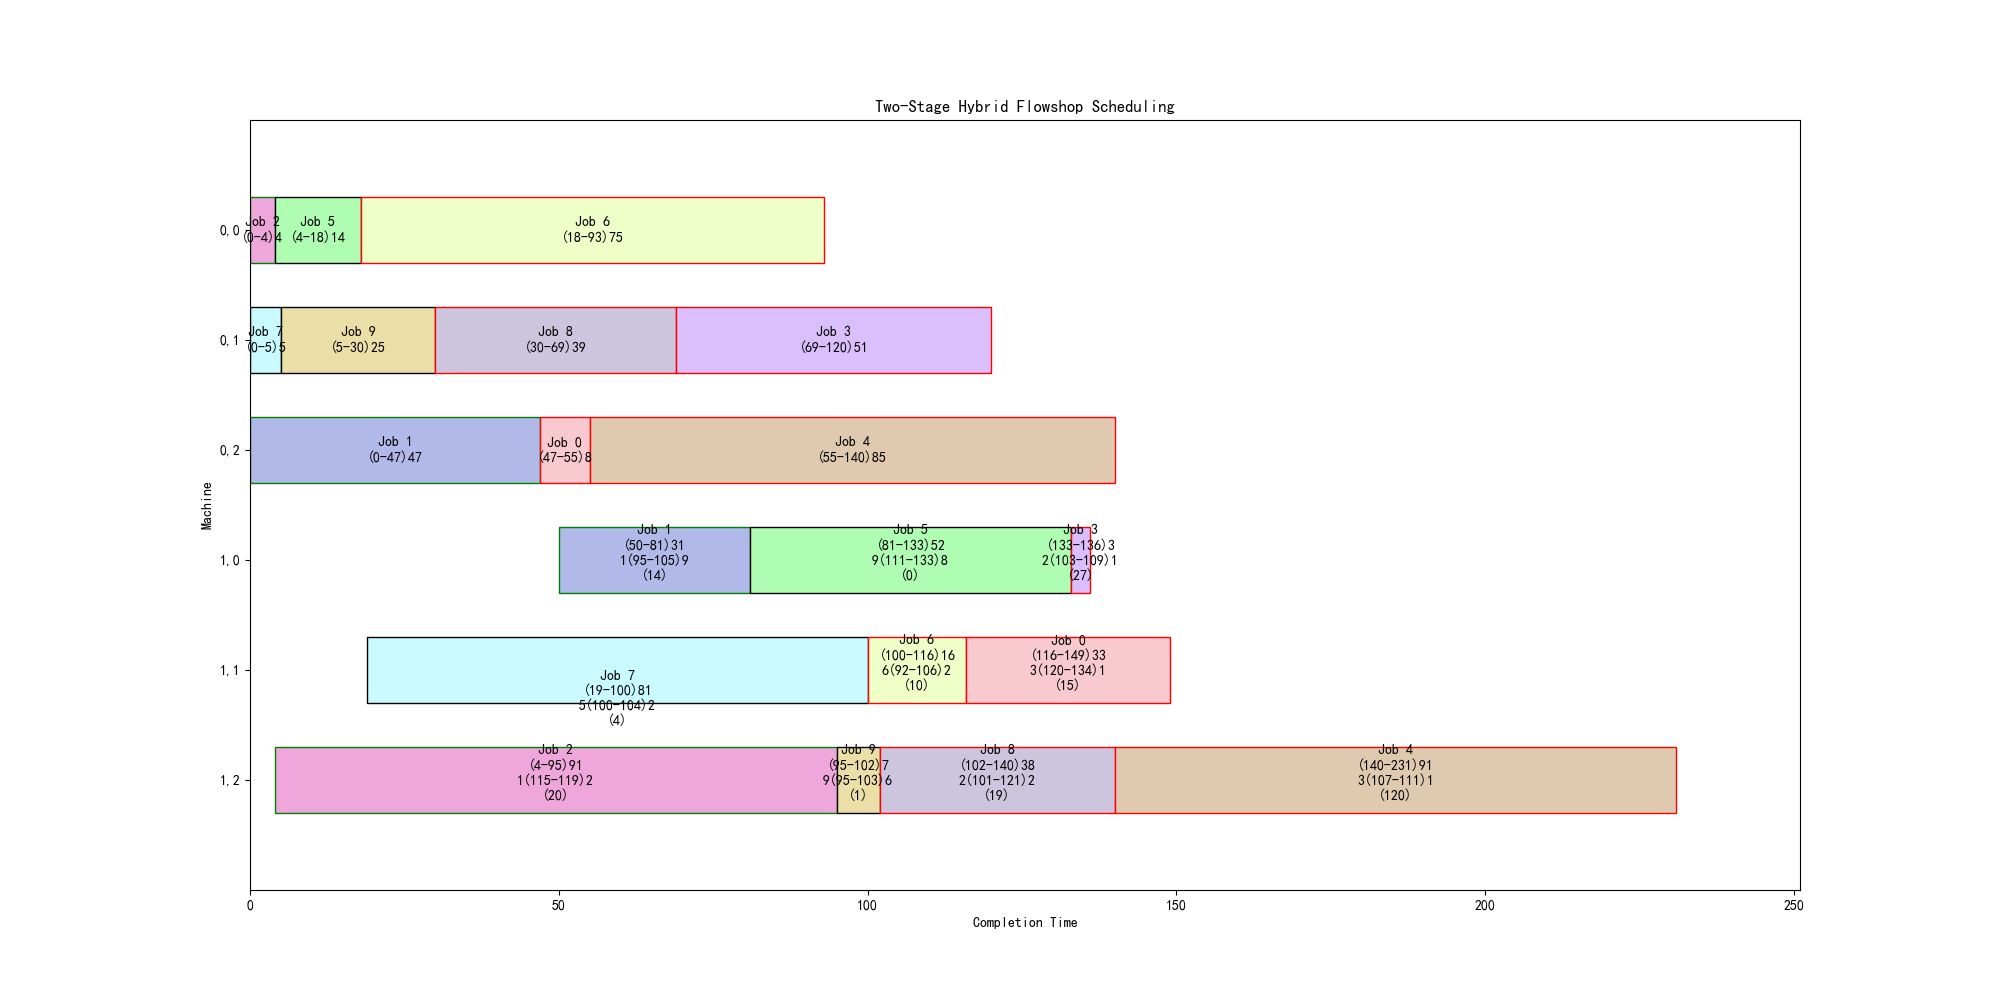 Two-Stage Hybrid Flowshop Scheduling
Machine
0,0
Job 2
(0-4)4
Job 5
(4-18)14
Job 6
(18-93)75
0,1
Job 7
(0-5)5
Job 9
(5-30)25
Job 8
(30-69)39
Job 3
(69-120)51
0,2
Job 1
(0-47)47
Job 0
(47-55)8
Job 4
(55-140)85
1,0
Job 1
(50-81)31
1(95-105)9
(14)
Job 5
(81-133)52
9(111-133)8
(0)
Job 3
(133-136)3
2(103-109)1
(27)
1,1
Job 7
(19-100)81
5(100-104)2
(4)
Job 6
(100-116)16
6(92-106)2
(10)
Job 0
(116-149)33
3(120-134)1
(15)
1,2
Job 2
(4-95)91
1(115-119)2
(20)
Job 9
(95-102)7
9(95-103)6
(1)
Job 8
(102-140)38
2(101-121)2
(19)
Job 4
(140-231)91
3(107-111)1
(120)
0 50 100 150 200 250
Completion Time